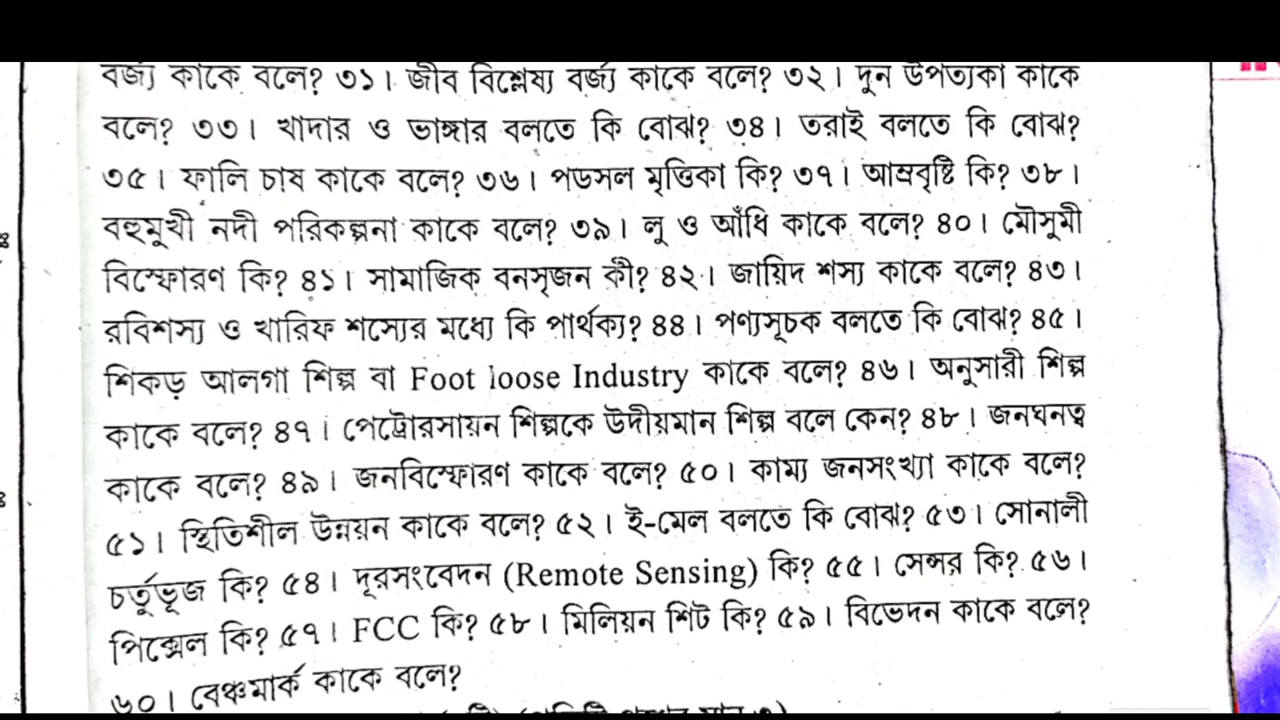 বর্জ্য কাকে বলে? ৩১। জীব বিশ্লেষ্য বর্জ্য কাকে বলে? ৩২। দুন উপত্যকা কাকে
বলে? ৩৩। খাদার ও ভাঙ্গার বলতে কি বোঝ? ৩৪। তরাই বলতে কি বোঝ?
৩৫। ফালি চাষ কাকে বলে? ৩৬। পডসল মৃত্তিকা কি? ৩৭। আম্রবৃষ্টি কি? ৩৮।
বহুমুখী নদী পরিকল্পনা কাকে বলে? ৩৯। লু ও আঁধি কাকে বলে? ৪০। মৌসুমী
বিস্ফোরণ কি? ৪১। সামাজিক বনসৃজন কী? ৪২। জায়িদ শস্য কাকে বলে? ৪৩।
রবিশস্য ও খারিফ শস্যের মধ্যে কি পার্থক্য? ৪৪। পণ্যসূচক বলতে কি বোঝ? ৪৫।
শিকড় আলগা শিল্প বা Foot loose Industry কাকে বলে? ৪৬। অনুসারী শিল্প
কাকে বলে? ৪৭। পেট্রোরসায়ন শিল্পকে উদীয়মান শিল্প বলে কেন? ৪৮। জনঘনত্ব
কাকে বলে? ৪৯। জনবিস্ফোরণ কাকে বলে? ৫০। কাম্য জনসংখ্যা কাকে বলে?
৫১। স্থিতিশীল উন্নয়ন কাকে বলে? ৫২। ই-মেল বলতে কি বোঝ? ৫৩। সোনালী
চর্তুভূজ কি? ৫৪। দূরসংবেদন (Remote Sensing) কি? ৫৫। সেন্সর কি? ৫৬।
পিক্সেল কি? ৫৭। FCC কি? ৫৮। মিলিয়ন শিট কি? ৫৯। বিভেদন কাকে বলে?
৬০। বেঞ্চমার্ক কাকে বলে?